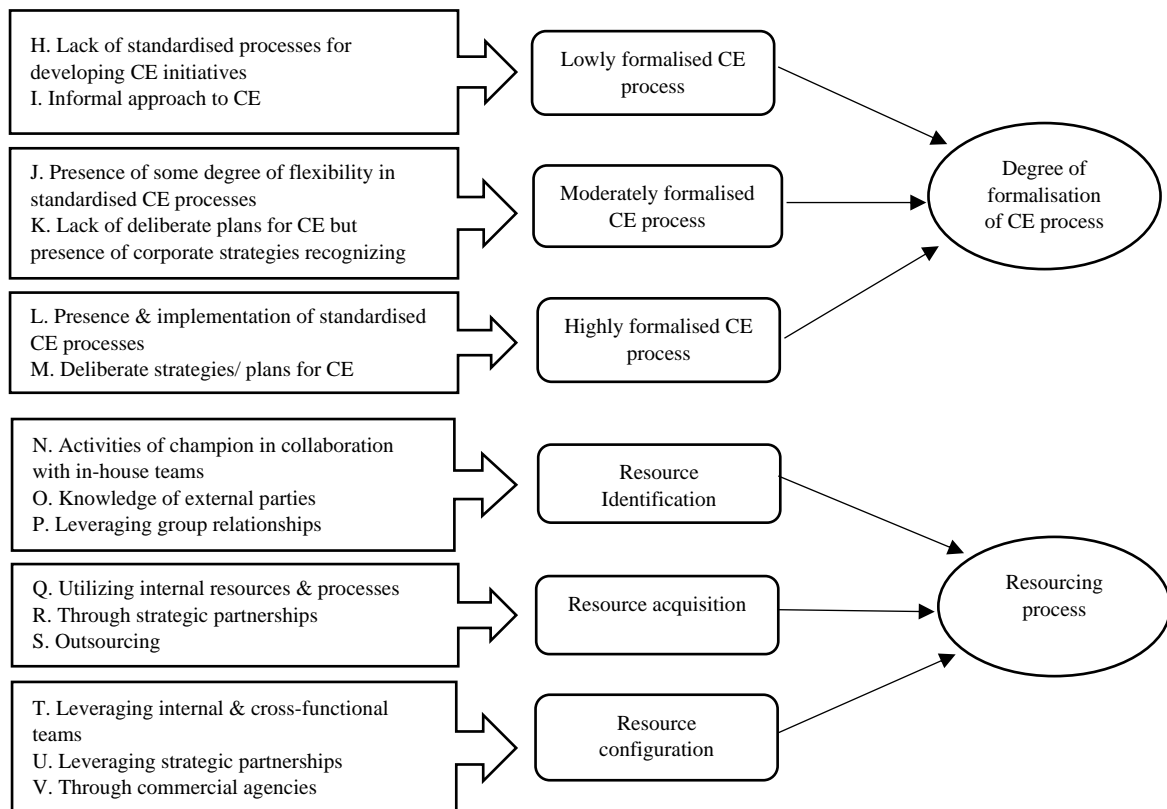 H. Lack of standardised processes for
developing CE initiatives
I. Informal approach to CE
Lowly formalised CE
process
J. Presence of some degree of flexibility in
standardised CE processes
K. Lack of deliberate plans for CE but
presence of corporate strategies recognizing
Moderately formalised
CE process
L. Presence & implementation of standardised
CE processes
M. Deliberate strategies/ plans for CE
Highly formalised CE
process
Degree of
formalisation
of CE process
N. Activities of champion in collaboration
with in-house teams
O. Knowledge of external parties
P. Leveraging group relationships
Resource
Identification
Q. Utilizing internal resources & processes
R. Through strategic partnerships
S. Outsourcing
Resource acquisition
T. Leveraging internal & cross-functional
teams
U. Leveraging strategic partnerships
V. Through commercial agencies
Resource
configuration
Resourcing
process